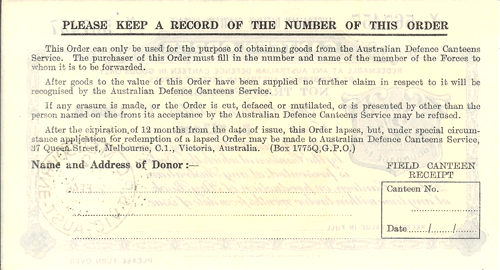 PLEASE KEEP A RECORD OF THE NUMBER OF THIS ORDER
This Order can only be used for the purpose of obtaining goods from the Australian Defence Canteens
Service. The purchaser of this Order must fill in the number and name of the member of the Forces to
whom it is to be forwarded.
After goods to the value of this Order have been supplied no further claim in respect to it will be
recognised by the Australian Defence Canteens Service.
If any erasure is made, or the Order is cut, defaced or mutilated, or is presented by other than the
person named on the front its acceptance by the Australian Defence Canteens Service may be refused.
After the expiration of 12 months from the date of issue, this Order lapses, but, under special circum-
stance application for redemption of a lapsed Order may be made to Australian Defence Canteens Service,
37 Queen Street, Melbourne, C.1., Victoria, Australia. (Box 1775Q, G.P.O.)
Name and Address of Donor:—
FIELD CANTEEN
RECEIPT
Canteen No.
Date....../....../......